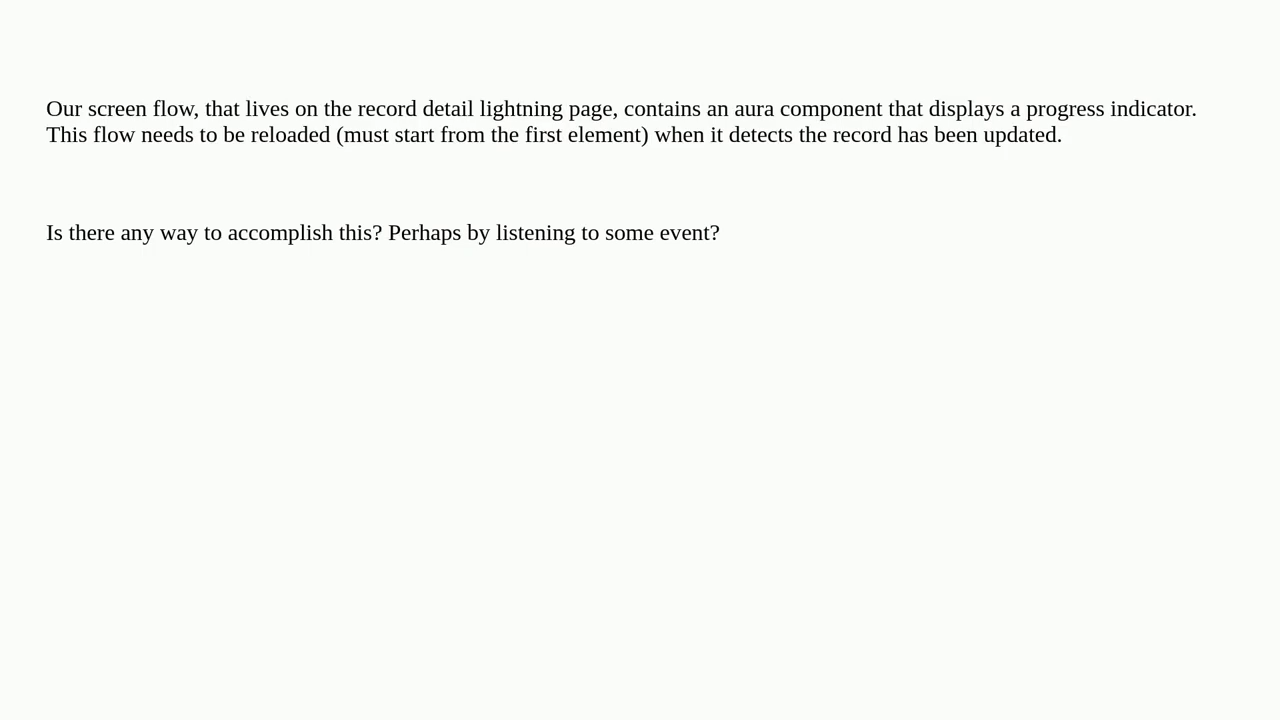 Our screen flow, that lives on the record detail lightning page, contains an aura component that displays a progress indicator.
This flow needs to be reloaded (must start from the first element) when it detects the record has been updated.
Is there any way to accomplish this? Perhaps by listening to some event?